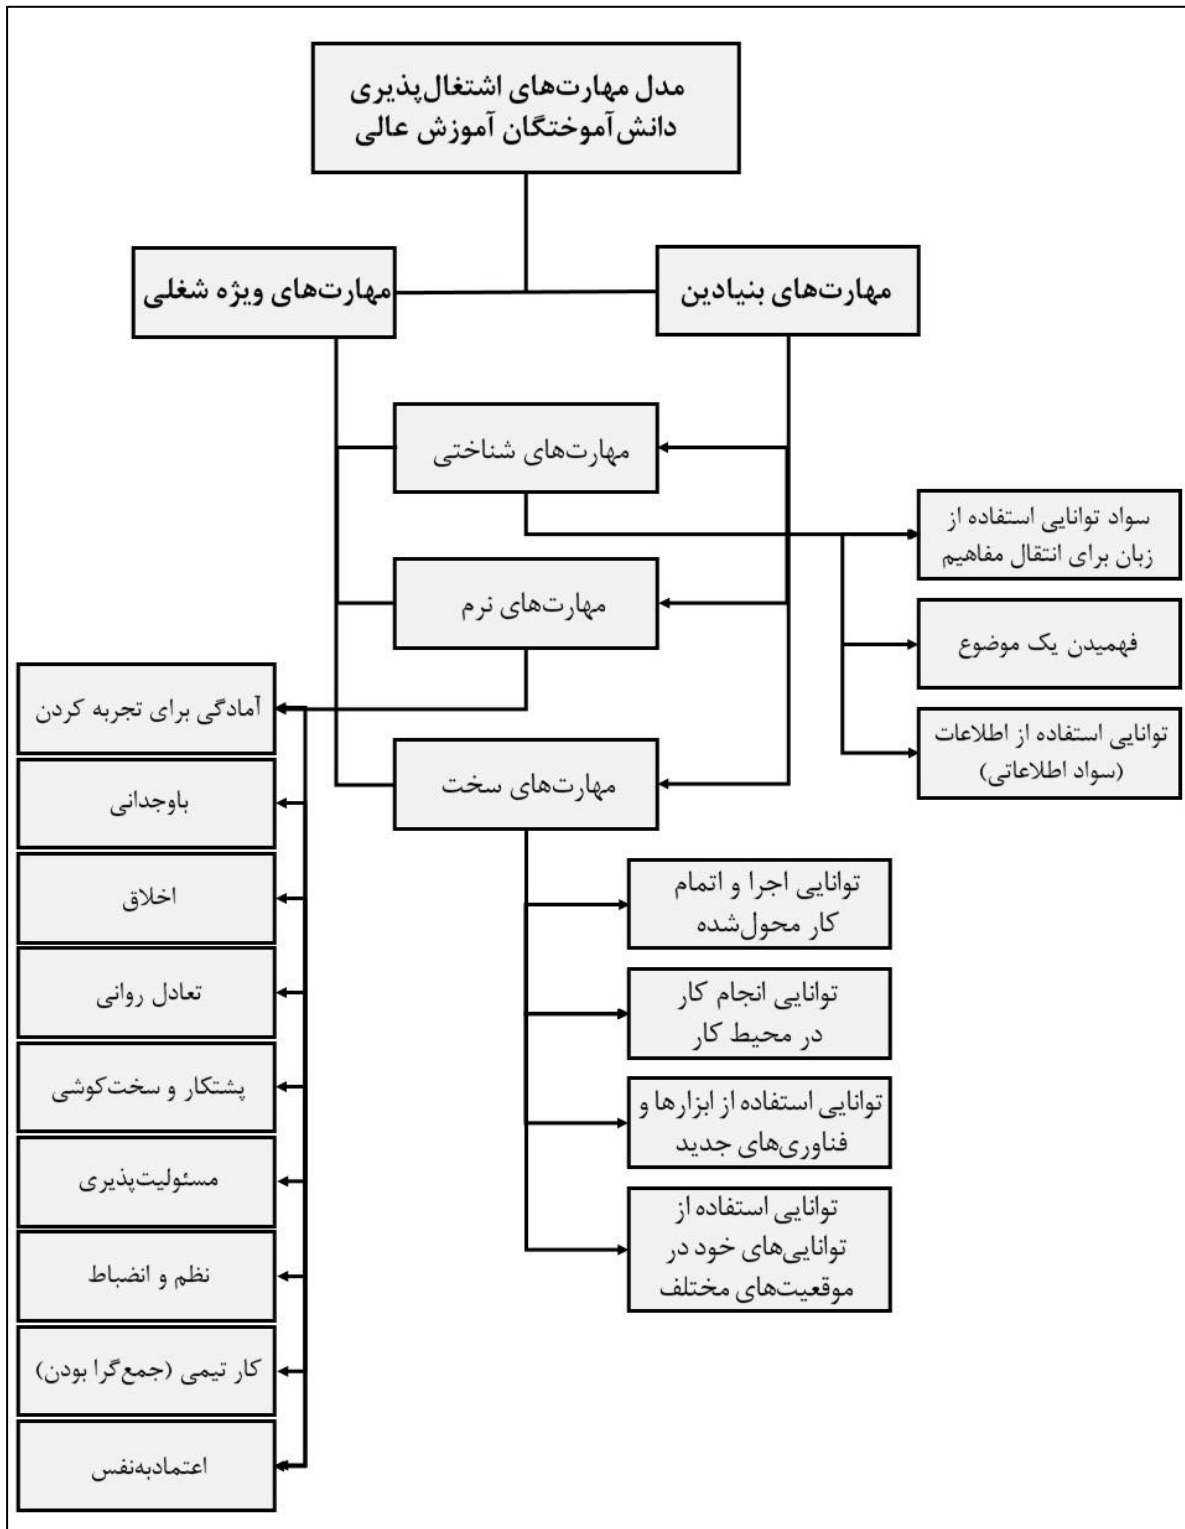 مدل مهارت‌های اشتغال‌پذیری
دانش‌آموختگان آموزش عالی
مهارت‌های بنیادین
مهارت‌های ویژه شغلی
مهارت‌های شناختی
سواد توانایی استفاده از
زبان برای انتقال مفاهیم
فهمیدن یک موضوع
توانایی استفاده از اطلاعات
(سواد اطلاعاتی)
مهارت‌های نرم
آمادگی برای تجربه کردن
باوجدانی
اخلاق
تعادل روانی
پشتکار و سخت‌کوشی
مسئولیت‌پذیری
نظم و انضباط
کار تیمی (جمع‌گرا بودن)
اعتمادبه‌نفس
مهارت‌های سخت
توانایی اجرا و اتمام
کار محول‌شده
توانایی انجام کار
در محیط کار
توانایی استفاده از ابزارها و
فناوری‌های جدید
توانایی استفاده از
توانایی‌های خود در
موقعیت‌های مختلف